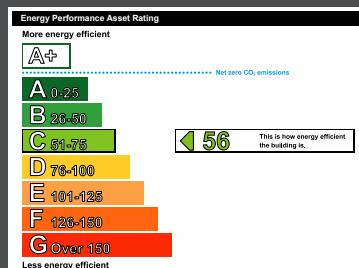 Energy Performance Asset Rating
More energy efficient
A+
Net zero CO₂ emissions
A 0-25
B 26-50
C 51-75
56
This is how energy efficient
the building is.
D 76-100
E 101-125
F 126-150
G Over 150
Less energy efficient